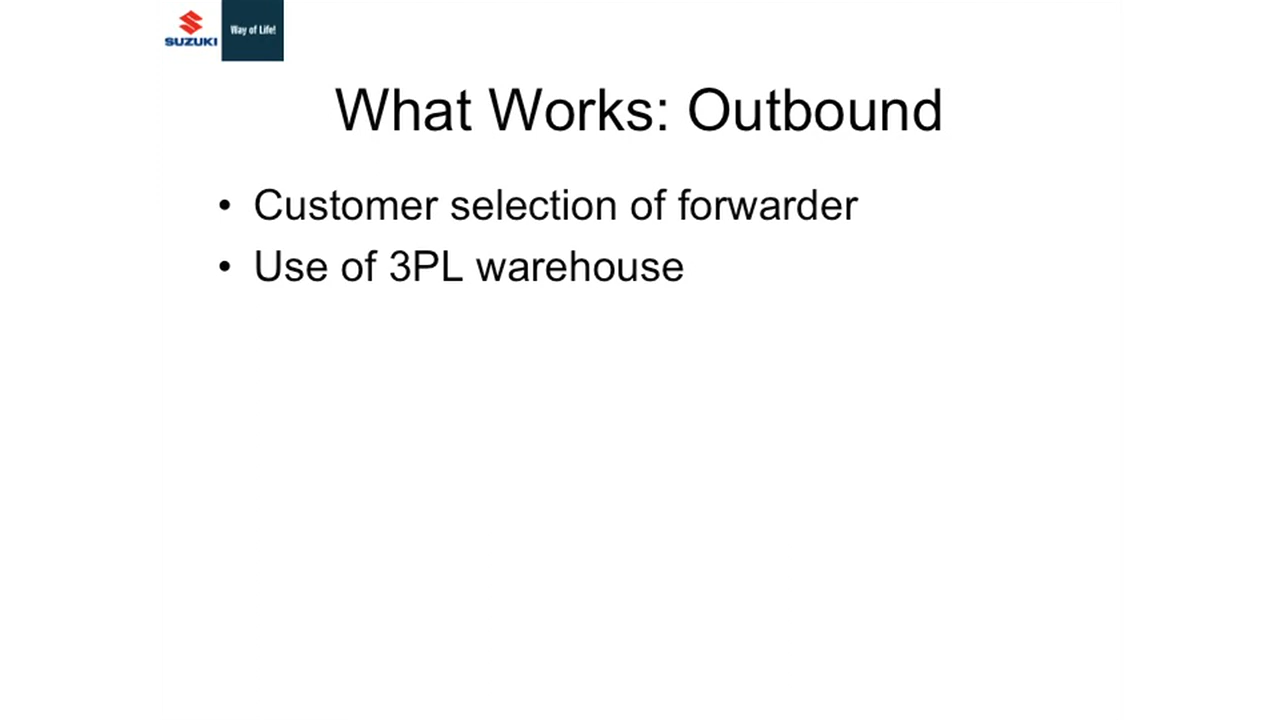 SUZUKI
Way of Life!
What Works: Outbound
• Customer selection of forwarder
• Use of 3PL warehouse